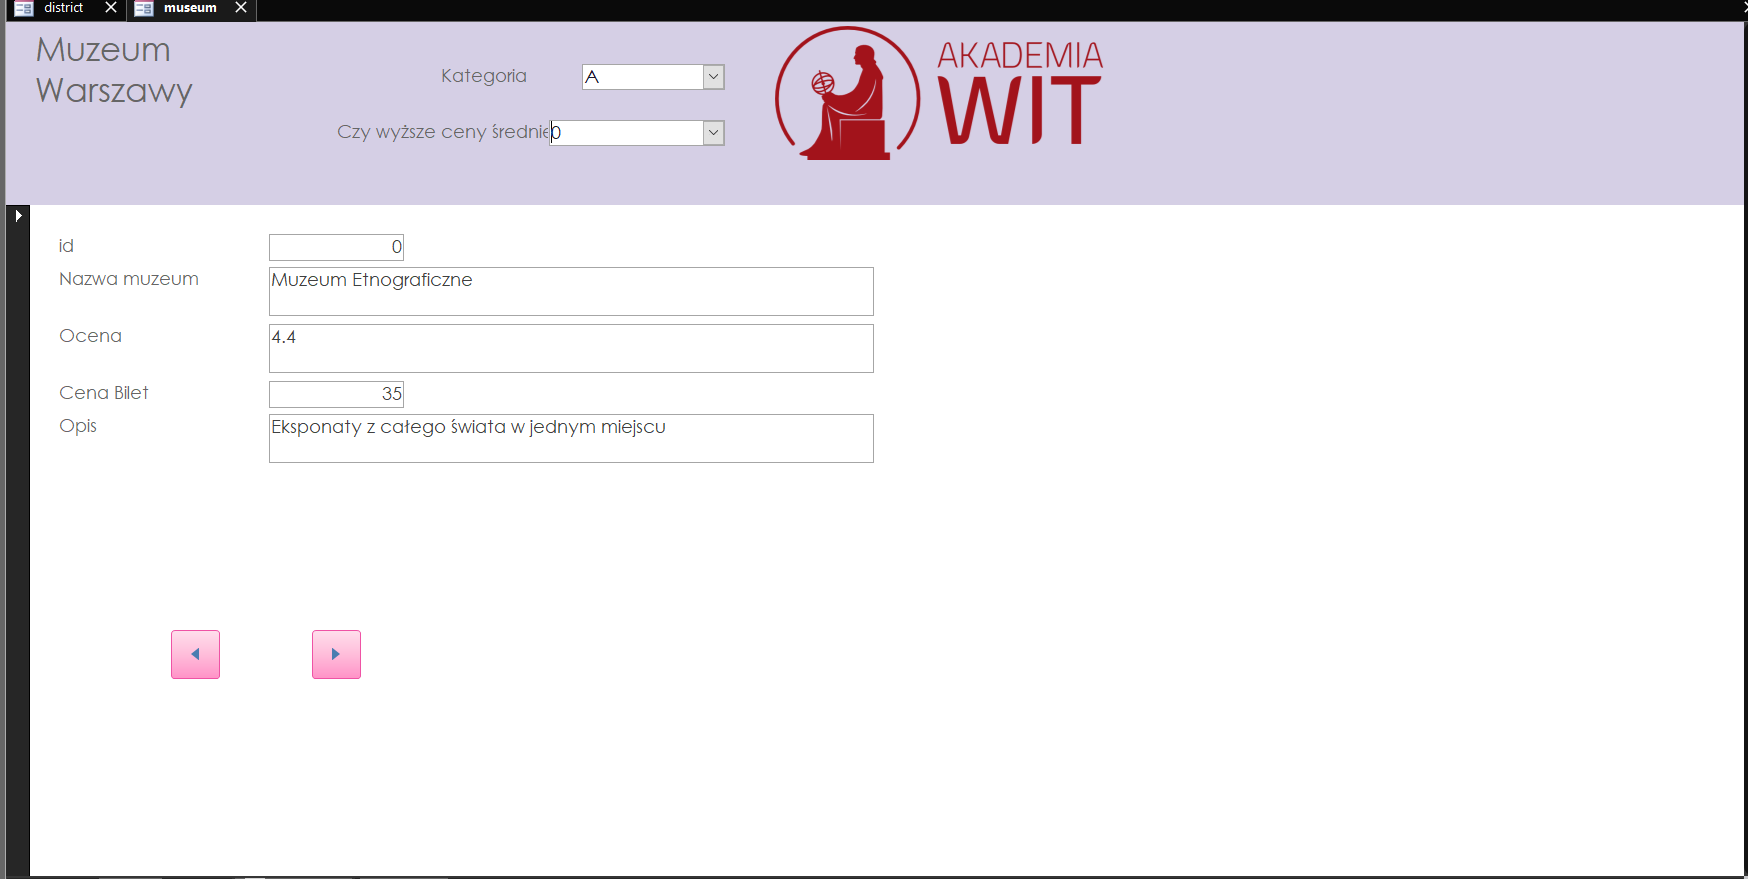 district
museum
Muzeum
Warszawy
Kategoria
A
Czy wyższe ceny średnie
0
AKADEMIA
WIT
id
0
Nazwa muzeum
Muzeum Etnograficzne
Ocena
4.4
Cena Bilet
35
Opis
Eksponaty z całego świata w jednym miejscu